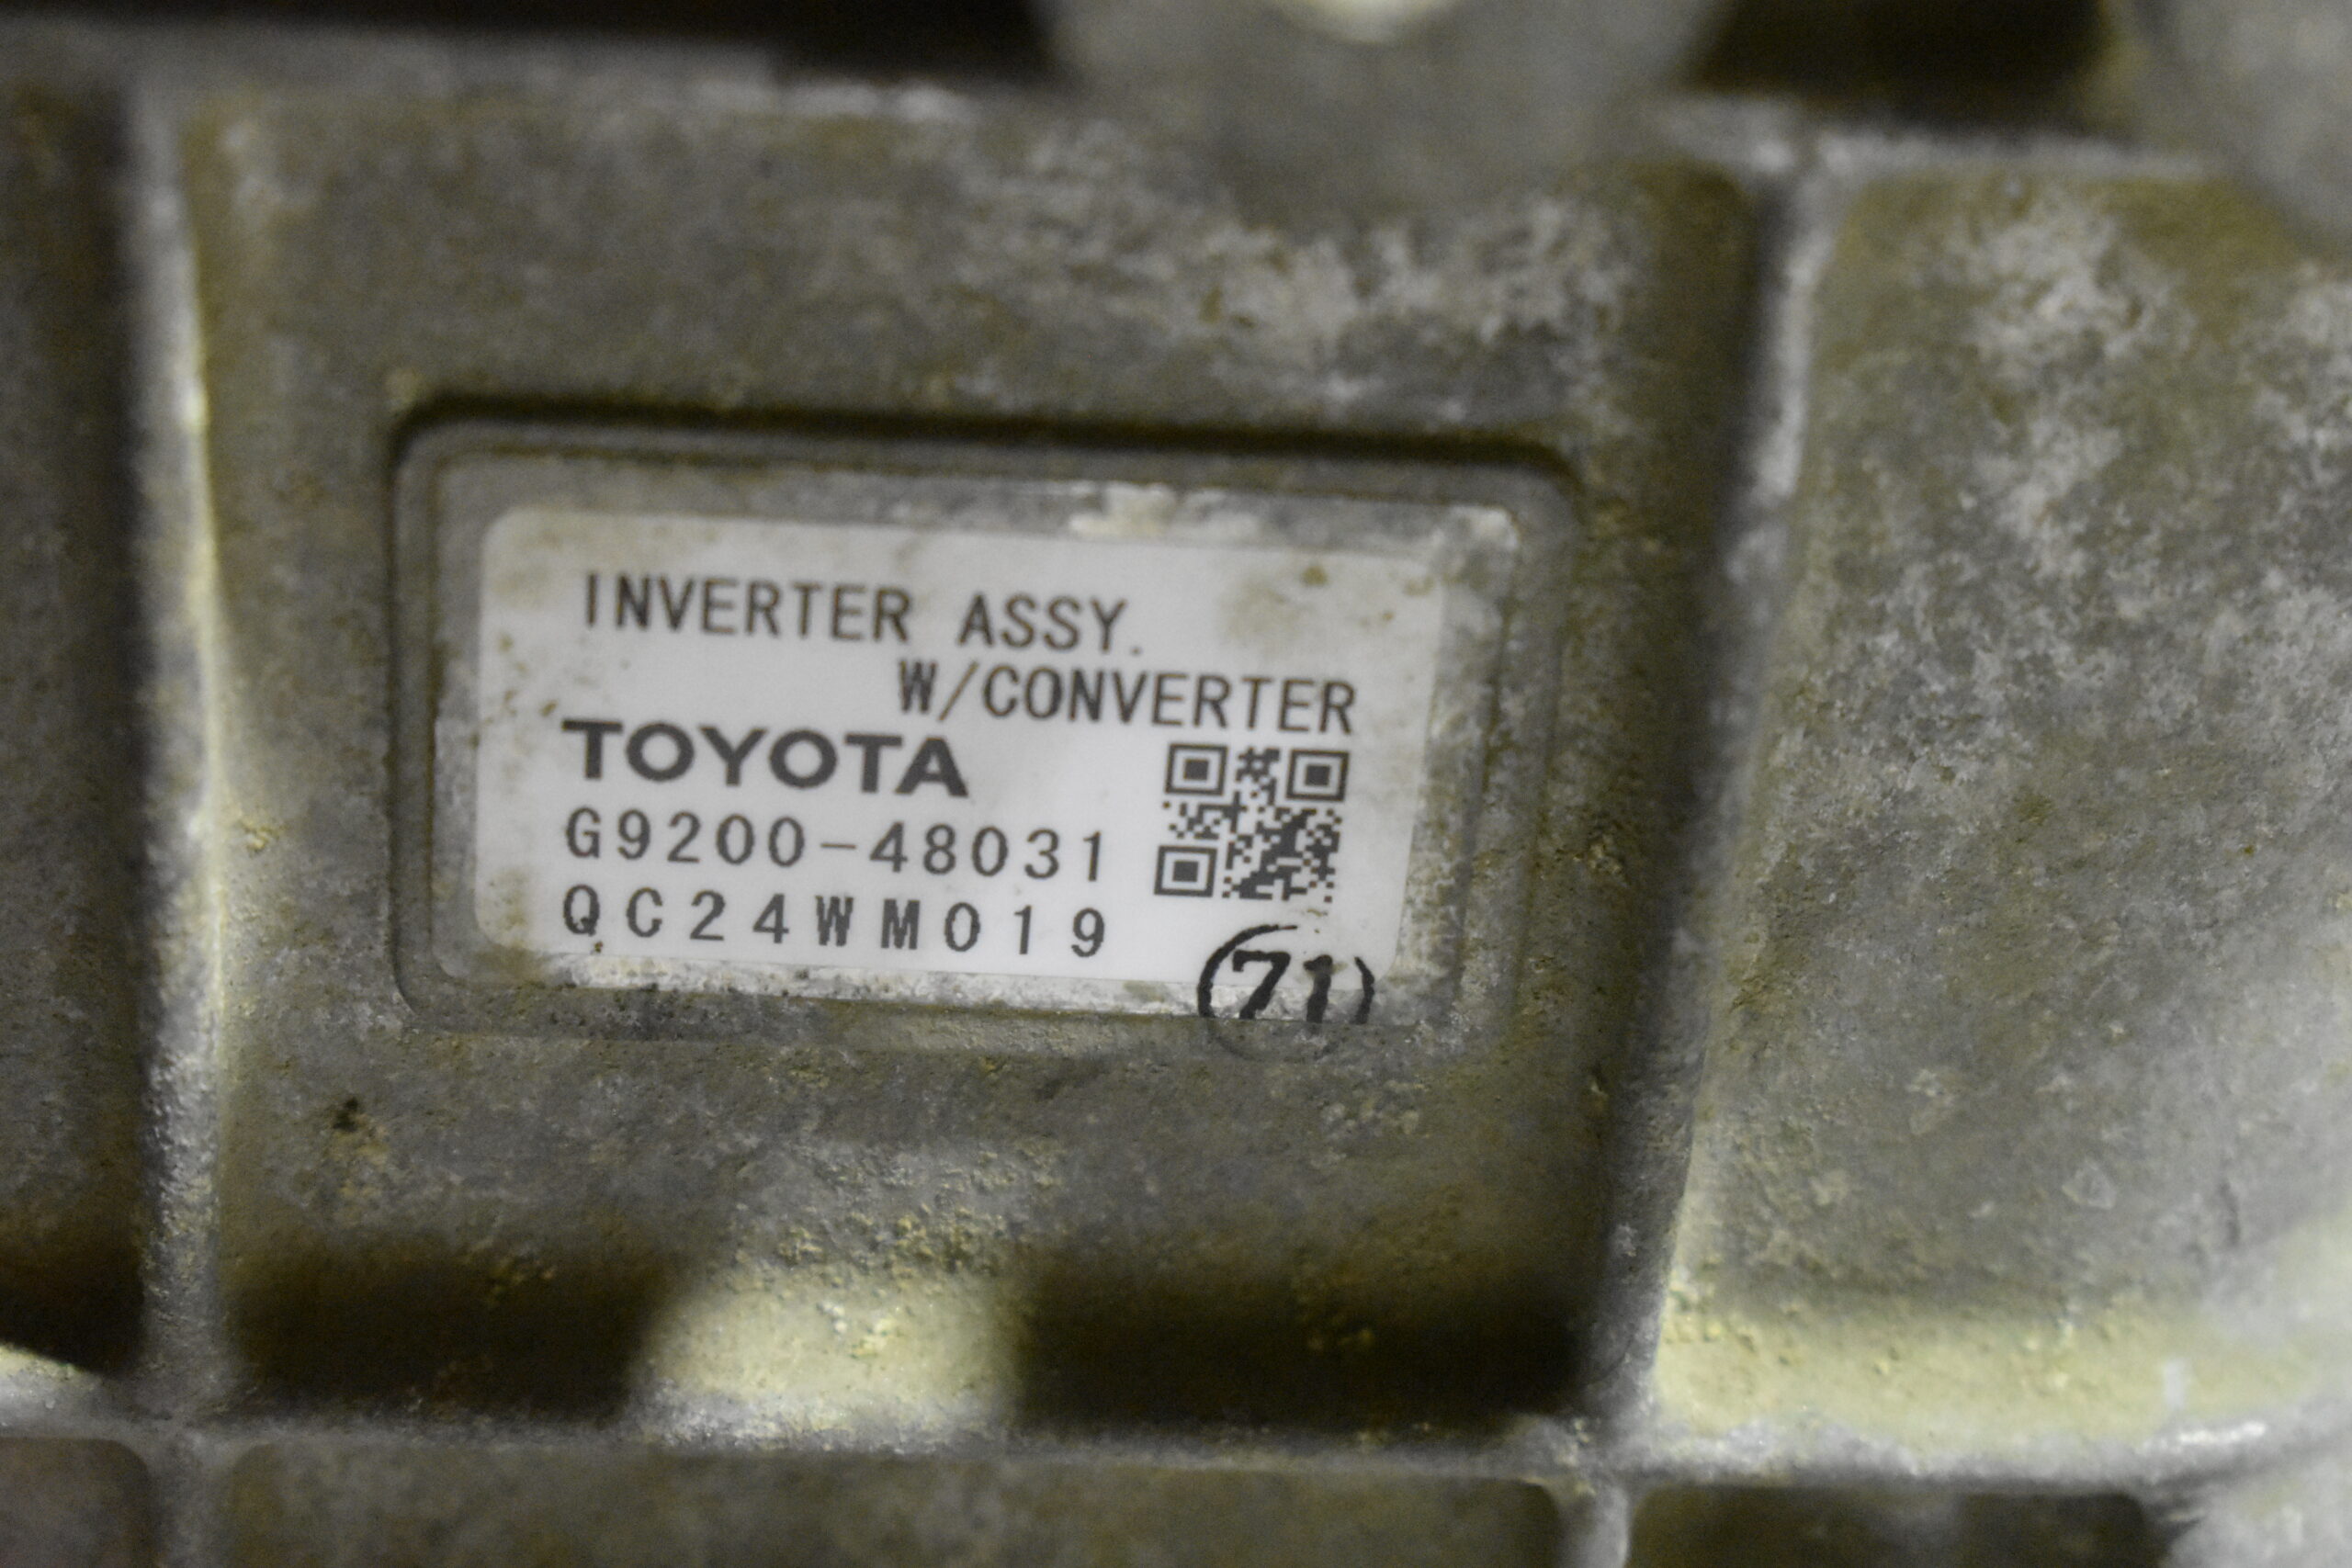 INVERTER ASSY.
W/CONVERTER
TOYOTA
G9200-48031
QC24WM019
71